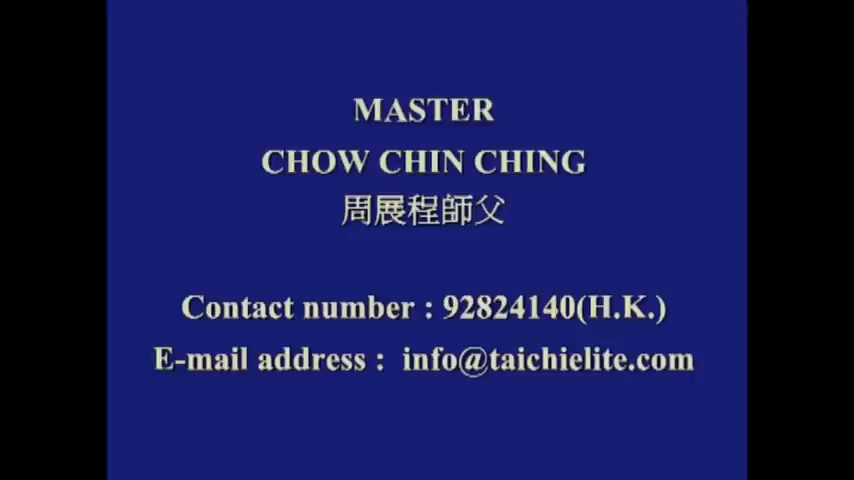 MASTER
CHOW CHIN CHING
周展程師父
Contact number : 92824140(H.K.)
E-mail address : info@taichielite.com